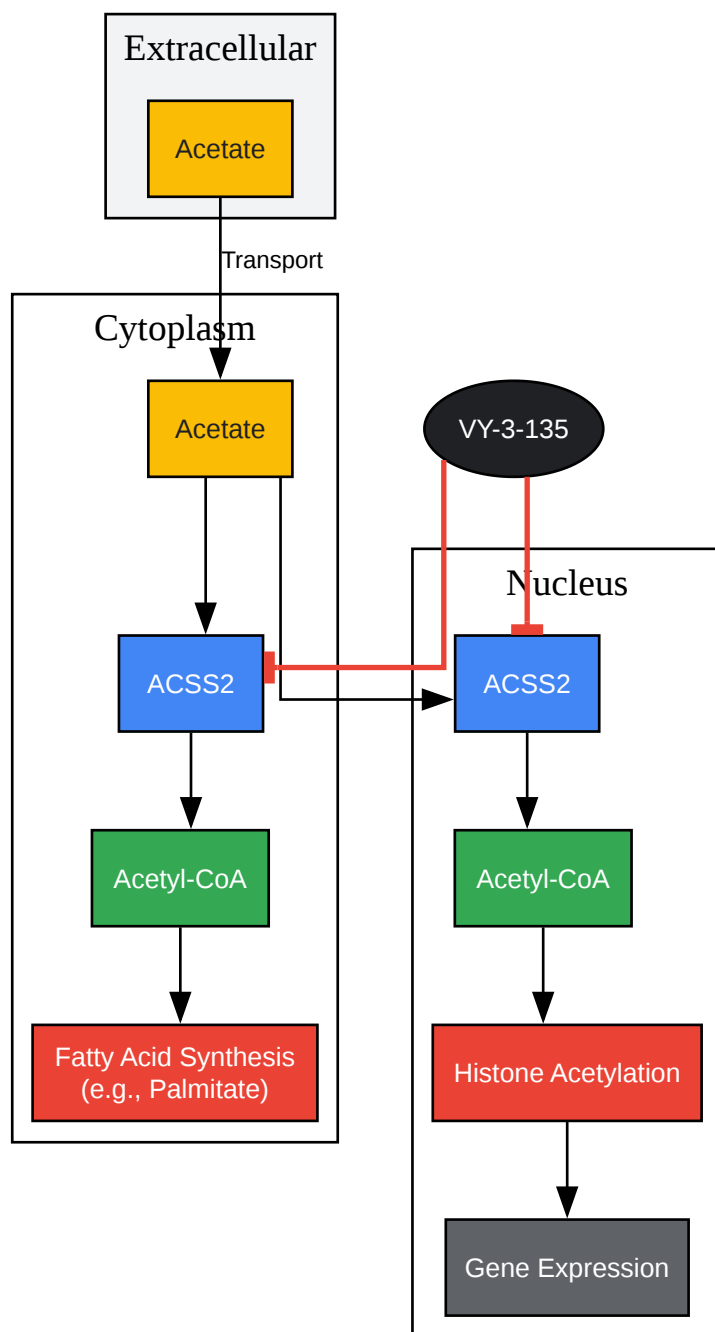 Extracellular
Acetate
Transport
Cytoplasm
Acetate
VY-3-135
Nucleus
ACSS2
ACSS2
Acetyl-CoA
Acetyl-CoA
Fatty Acid Synthesis
(e.g., Palmitate)
Histone Acetylation
Gene Expression